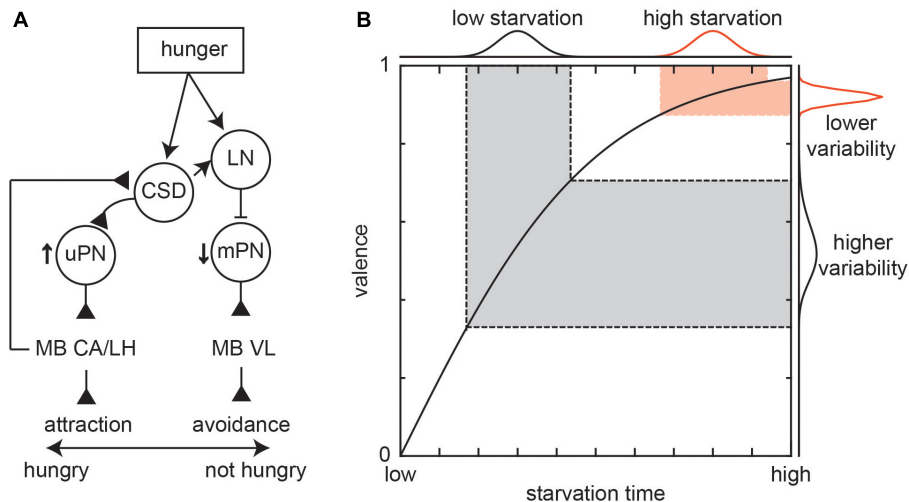 A
hunger
LN
CSD
↑ uPN
↓ mPN
MB CA/LH
MB VL
attraction
avoidance
hungry
not hungry
B
low starvation
high starvation
1
valence
0
low
high
starvation time
lower
variability
higher
variability